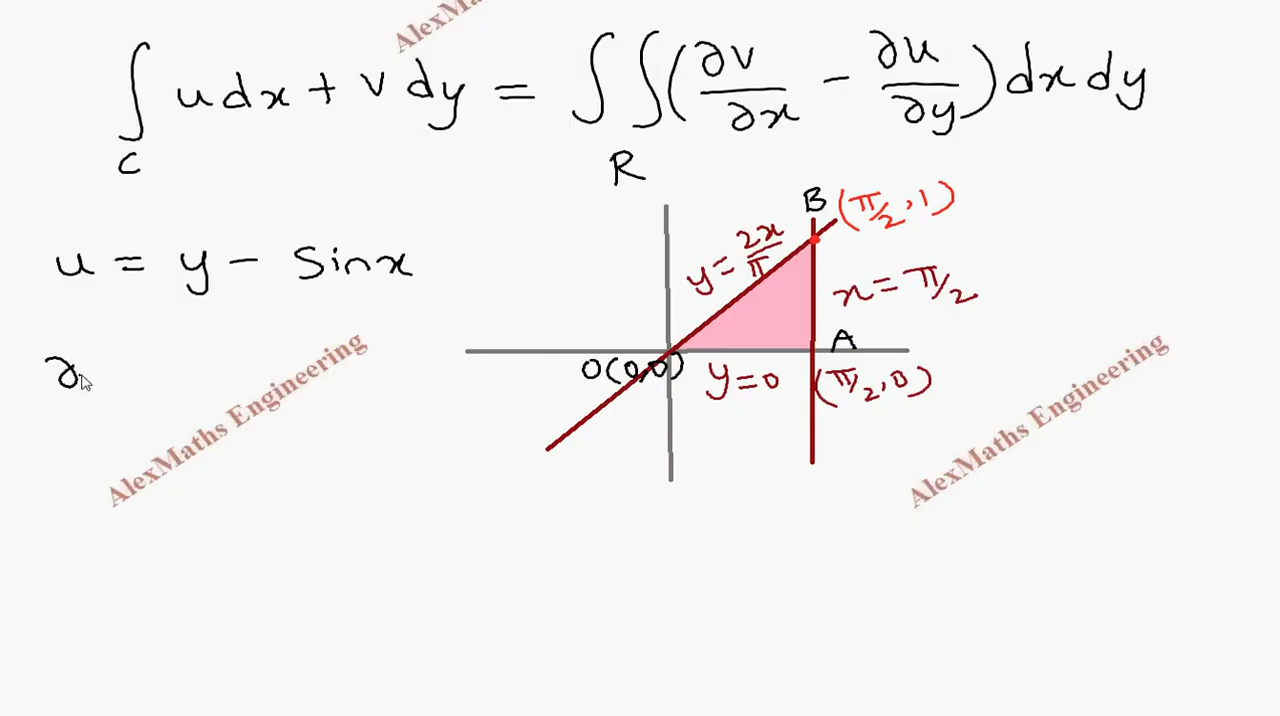 AlexMaths
∫_C u dx + v dy = ∫∫_R (∂v/∂x − ∂u/∂y) dx dy
B (π/2, 1)
y = 2x/π
u = y − sin x
x = π/2
A
O(0,0)
y = 0
(π/2, 0)
∂
AlexMaths Engineering
AlexMaths Engineering